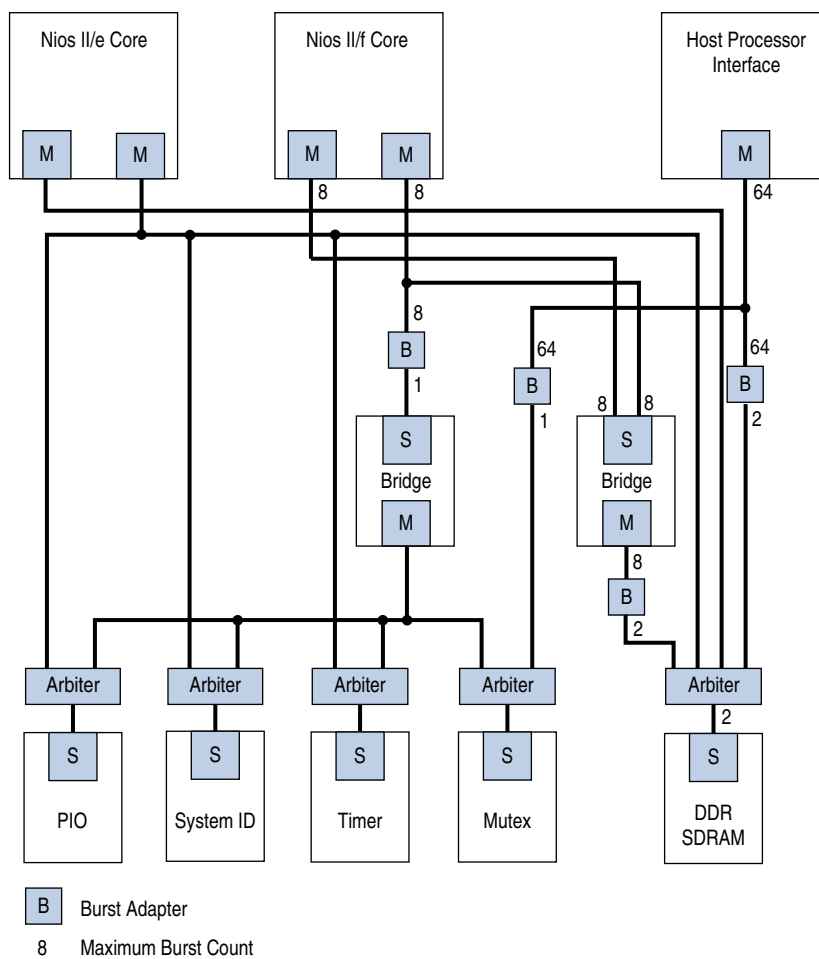 Nios II/e Core
Nios II/f Core
Host Processor
Interface
M
M
M
M
M
8
8
64
8
64
64
B
B
B
1
1
2
8
8
S
S
Bridge
Bridge
M
M
8
B
2
Arbiter
Arbiter
Arbiter
Arbiter
Arbiter
2
S
S
S
S
S
PIO
System ID
Timer
Mutex
DDR
SDRAM
B
Burst Adapter
8
Maximum Burst Count